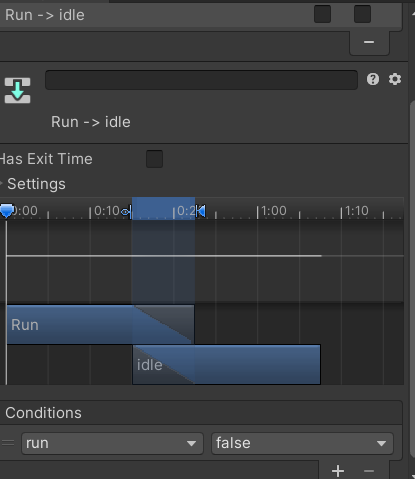 Run -> idle
Run -> idle
Has Exit Time
Settings
0:00 0:10 0:2 1:00 1:10
Run
idle
Conditions
run false